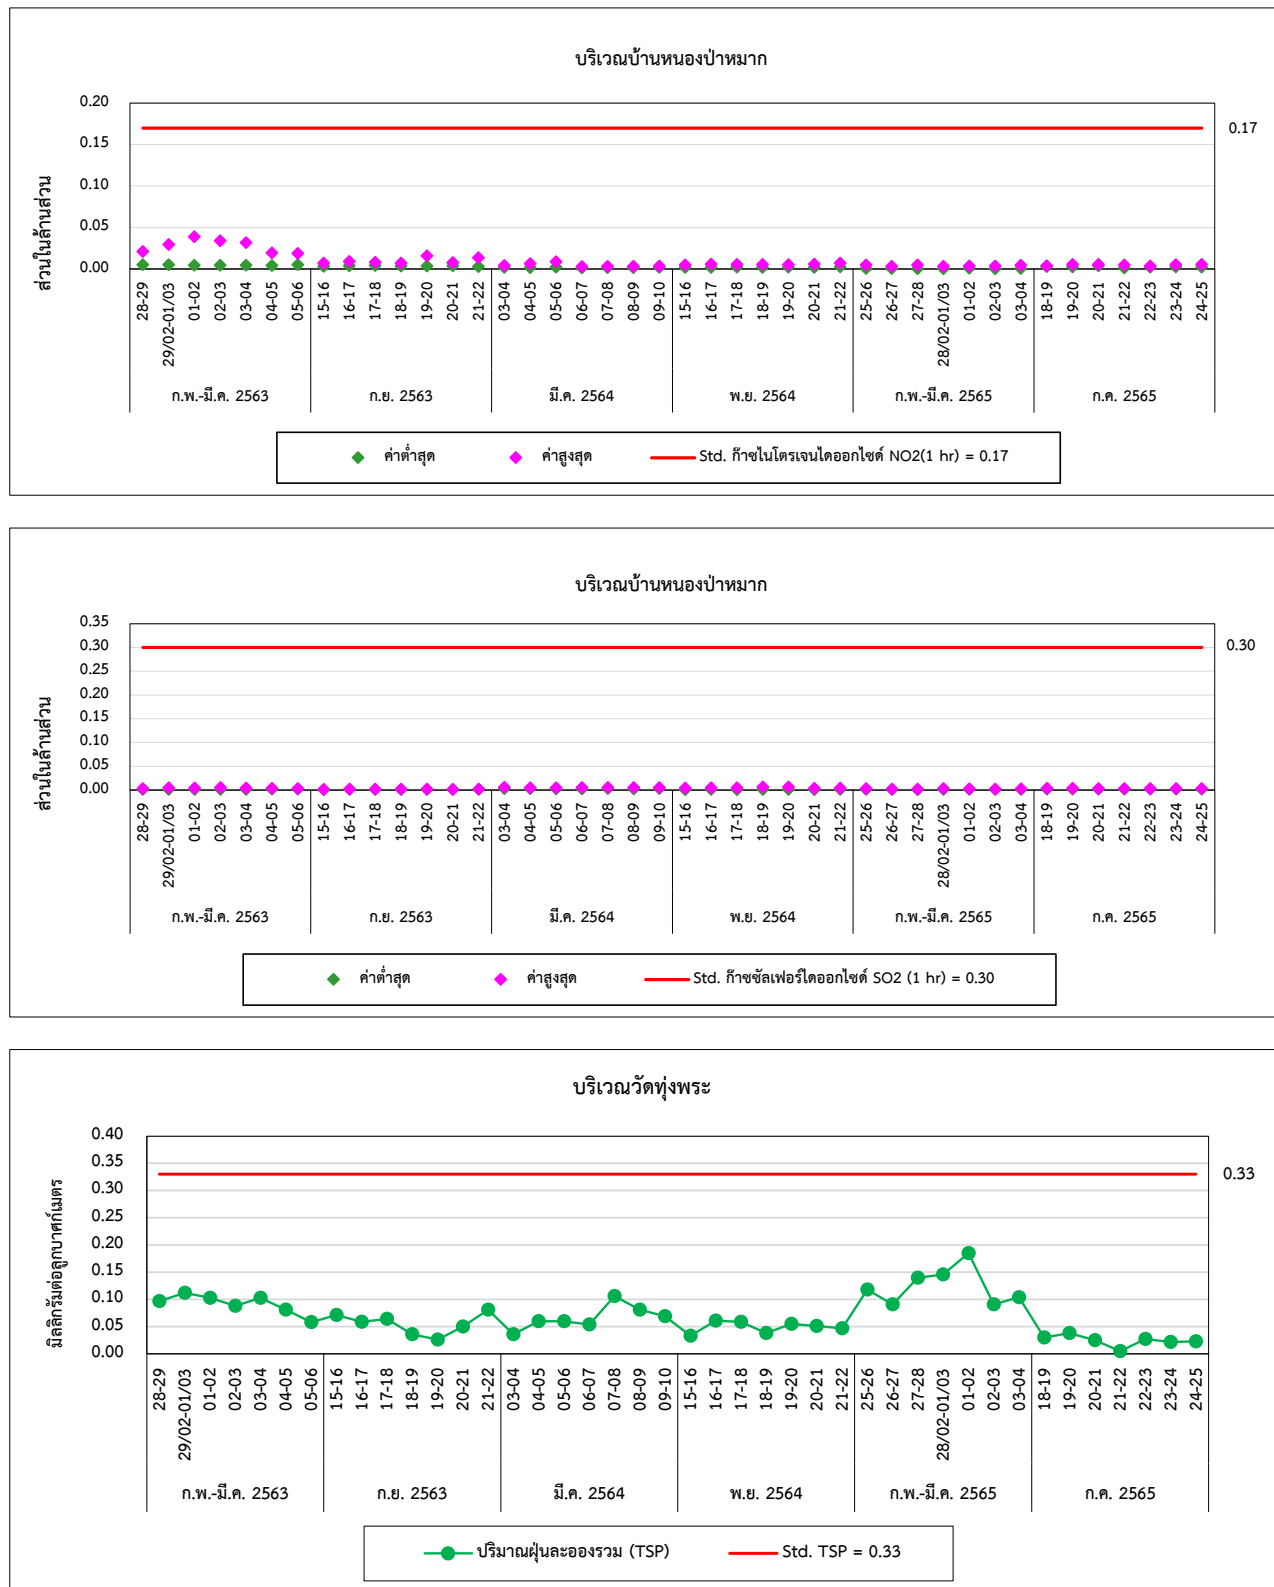 บริเวณบ้านหนองป่าหมาก
ส่วนในล้านส่วน
0.20
0.15
0.10
0.05
0.00
0.17
28-29 29/02-01/03 01-02 02-03 03-04 04-05 05-06 15-16 16-17 17-18 18-19 19-20 20-21 21-22 03-04 04-05 05-06 06-07 07-08 08-09 09-10 15-16 16-17 17-18 18-19 19-20 20-21 21-22 25-26 26-27 27-28 28/02-01/03 01-02 02-03 03-04 18-19 19-20 20-21 21-22 22-23 23-24 24-25
ก.พ.-มี.ค. 2563 ก.ย. 2563 มี.ค. 2564 พ.ย. 2564 ก.พ.-มี.ค. 2565 ก.ค. 2565
ค่าต่ำสุด ค่าสูงสุด Std. ก๊าซไนโตรเจนไดออกไซด์ NO2(1 hr) = 0.17
บริเวณบ้านหนองป่าหมาก
ส่วนในล้านส่วน
0.35
0.30
0.25
0.20
0.15
0.10
0.05
0.00
0.30
28-29 29/02-01/03 01-02 02-03 03-04 04-05 05-06 15-16 16-17 17-18 18-19 19-20 20-21 21-22 03-04 04-05 05-06 06-07 07-08 08-09 09-10 15-16 16-17 17-18 18-19 19-20 20-21 21-22 25-26 26-27 27-28 28/02-01/03 01-02 02-03 03-04 18-19 19-20 20-21 21-22 22-23 23-24 24-25
ก.พ.-มี.ค. 2563 ก.ย. 2563 มี.ค. 2564 พ.ย. 2564 ก.พ.-มี.ค. 2565 ก.ค. 2565
ค่าต่ำสุด ค่าสูงสุด Std. ก๊าซซัลเฟอร์ไดออกไซด์ SO2 (1 hr) = 0.30
บริเวณวัดทุ่งพระ
มิลลิกรัมต่อลูกบาศก์เมตร
0.40
0.35
0.30
0.25
0.20
0.15
0.10
0.05
0.00
0.33
28-29 29/02-01/03 01-02 02-03 03-04 04-05 05-06 15-16 16-17 17-18 18-19 19-20 20-21 21-22 03-04 04-05 05-06 06-07 07-08 08-09 09-10 15-16 16-17 17-18 18-19 19-20 20-21 21-22 25-26 26-27 27-28 28/02-01/03 01-02 02-03 03-04 18-19 19-20 20-21 21-22 22-23 23-24 24-25
ก.พ.-มี.ค. 2563 ก.ย. 2563 มี.ค. 2564 พ.ย. 2564 ก.พ.-มี.ค. 2565 ก.ค. 2565
ปริมาณฝุ่นละอองรวม (TSP) Std. TSP = 0.33